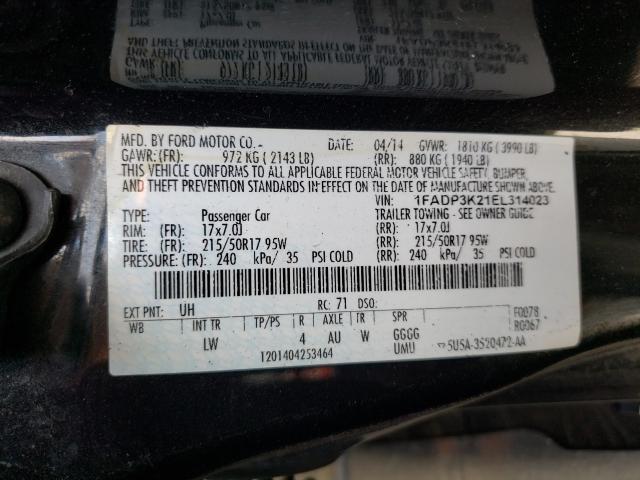 MFD. BY FORD MOTOR CO.
DATE: 04/14 GVWR: 1810 KG ( 3990 LB)
GAWR: (FR): 972 KG ( 2143 LB) (RR): 880 KG ( 1940 LB)
THIS VEHICLE CONFORMS TO ALL APPLICABLE FEDERAL MOTOR VEHICLE SAFETY, BUMPER,
AND THEFT PREVENTION STANDARDS IN EFFECT ON THE DATE OF MANUFACTURE SHOWN ABOVE.
VIN: 1FADP3K21EL314023
TYPE: Passenger Car TRAILER TOWING - SEE OWNER GUIDE
RIM: (FR): 17x7.0J (RR): 17x7.0J
TIRE: (FR): 215/50R17 95W (RR): 215/50R17 95W
PRESSURE: (FR): 240 kPa/ 35 PSI COLD (RR): 240 kPa/ 35 PSI COLD
EXT PNT: UH RC: 71 DSO: F0078
WB INT TR TP/PS R AXLE TR SPR R0067
LW 4 AU W GGGG
T201404253464 UMU 5USA-3520472-AA